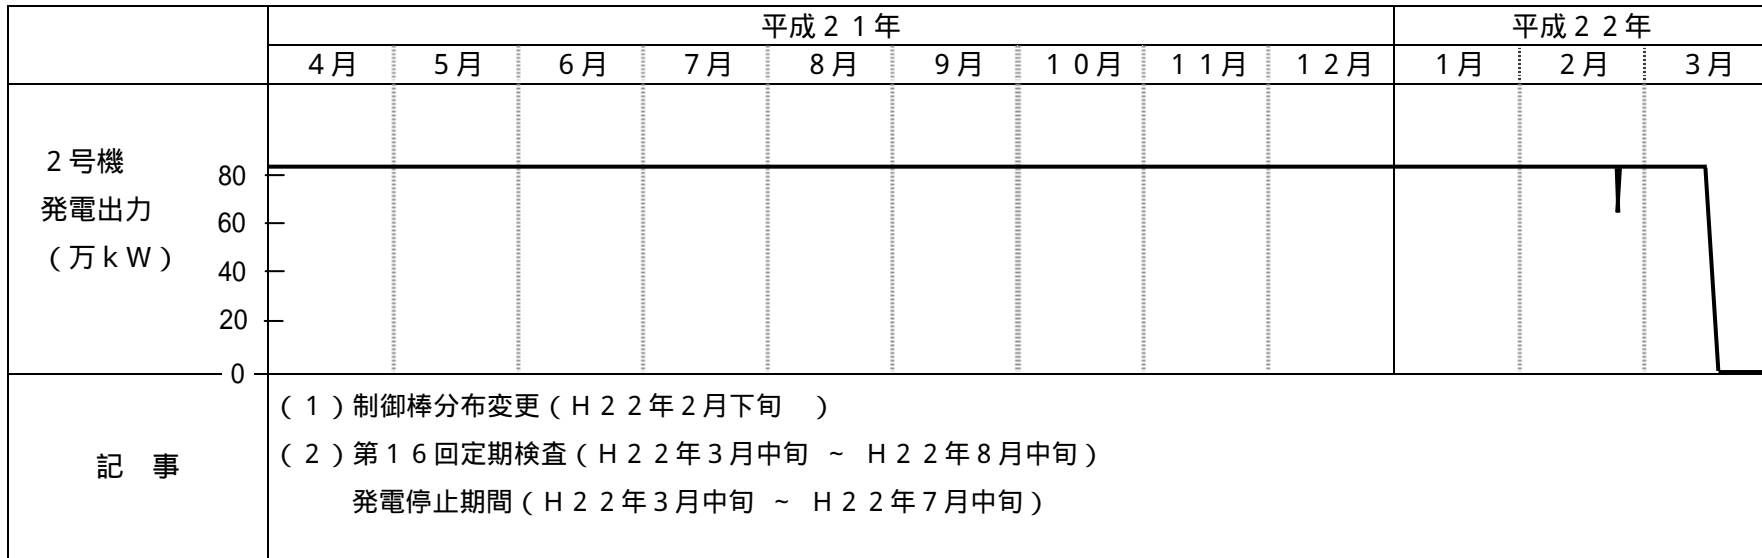 平成２１年 平成２２年
４月 ５月 ６月 ７月 ８月 ９月 １０月 １１月 １２月 １月 ２月 ３月
２号機
発電出力
（万ｋＷ）
80
60
40
20
0
記 事
（１）制御棒分布変更（Ｈ２２年２月下旬 ）
（２）第１６回定期検査（Ｈ２２年３月中旬 ～ Ｈ２２年８月中旬）
発電停止期間（Ｈ２２年３月中旬 ～ Ｈ２２年７月中旬）